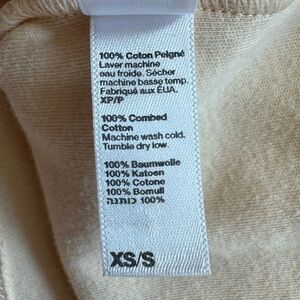 100% Coton Peigné
Laver machine
eau froide. Sécher
machine basse temp.
Fabriqué aux ÉUA.
XP/P
100% Combed
Cotton
Machine wash cold.
Tumble dry low.
100% Baumwolle
100% Katoen
100% Cotone
100% Bomull
100% כותנה
XS/S